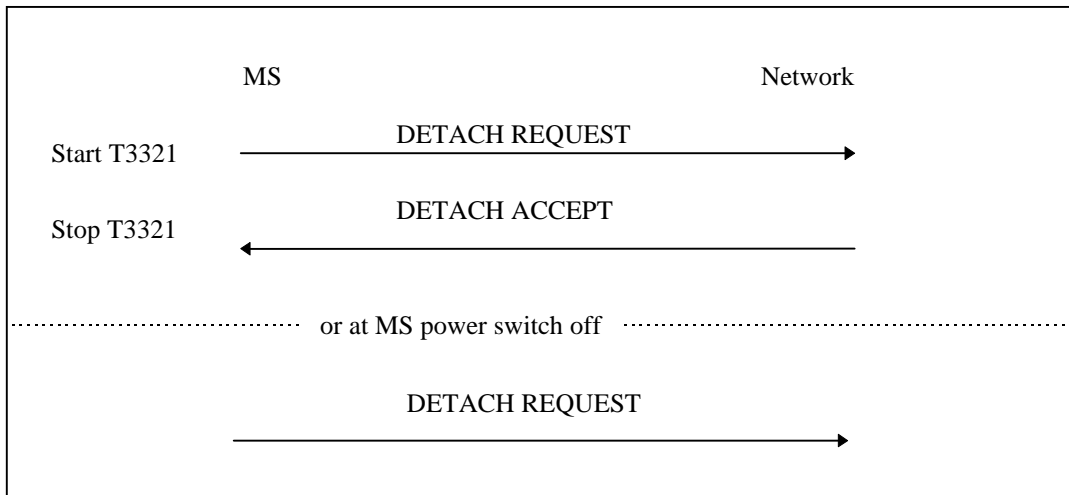 MS Network
Start T3321 DETACH REQUEST
Stop T3321 DETACH ACCEPT
or at MS power switch off
DETACH REQUEST